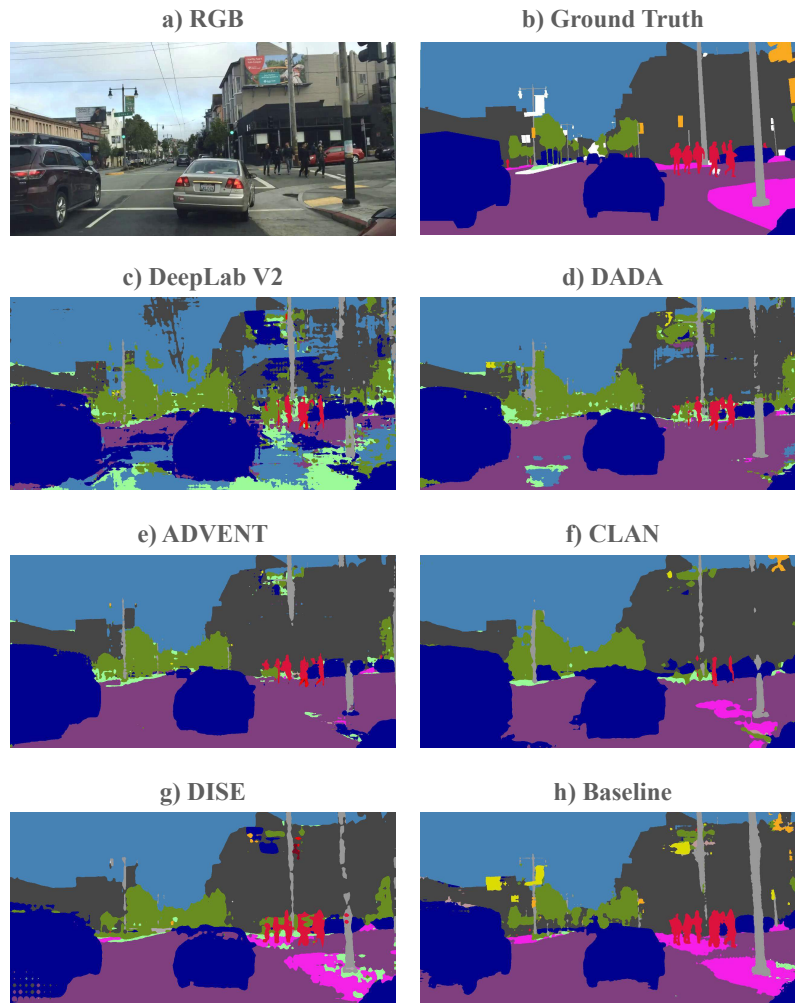 a) RGB
b) Ground Truth
c) DeepLab V2
d) DADA
e) ADVENT
f) CLAN
g) DISE
h) Baseline